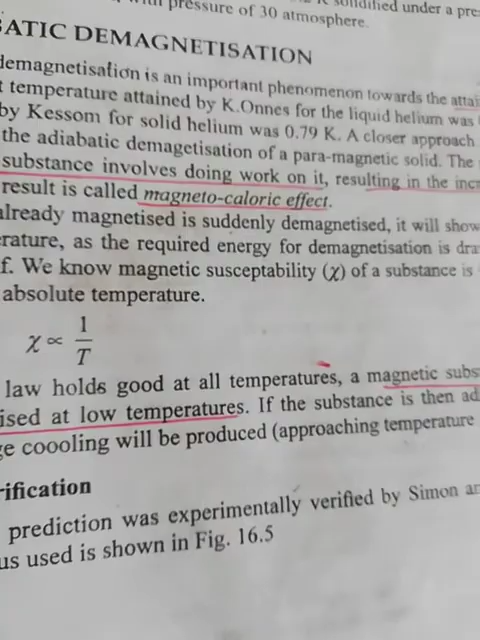 pressure of 30 atmosphere.
solidified under a pre
ATIC DEMAGNETISATION
demagnetisation is an important phenomenon towards the attai
temperature attained by K.Onnes for the liquid helium was
by Kessom for solid helium was 0.79 K. A closer approach
the adiabatic demagetisation of a para-magnetic solid. The
substance involves doing work on it, resulting in the incr
result is called magneto-caloric effect.
already magnetised is suddenly demagnetised, it will show
rature, as the required energy for demagnetisation is dra
f. We know magnetic susceptability (χ) of a substance is
absolute temperature.
χ ∝ 1/T
law holds good at all temperatures, a magnetic subs
ised at low temperatures. If the substance is then ad
ge coooling will be produced (approaching temperature
rification
prediction was experimentally verified by Simon an
us used is shown in Fig. 16.5